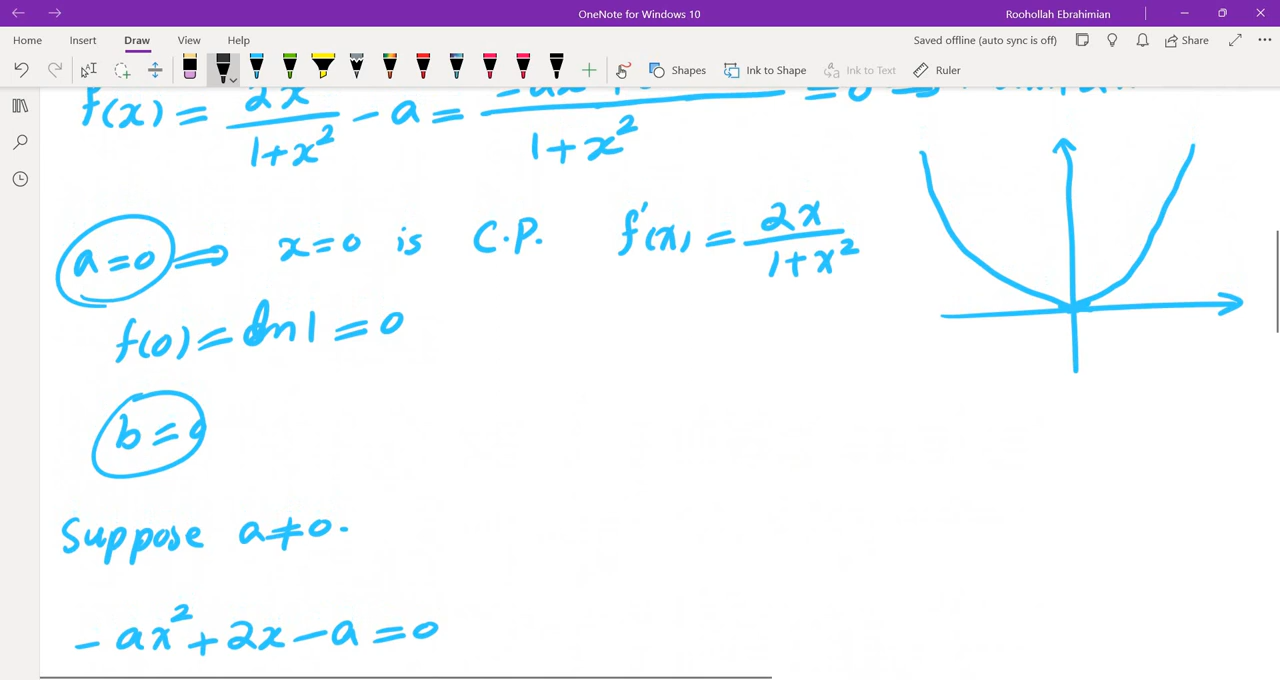 OneNote for Windows 10
Roohollah Ebrahimian
Home Insert Draw View Help
Saved offline (auto sync is off)
Share
Shapes
Ink to Shape
Ink to Text
Ruler
f(x) = 2x/(1+x²) - a = /(1+x²) = 0
a=0 ⇒ x=0 is C.P. f'(x) = 2x/(1+x²)
f(0) = ln 1 = 0
b=0
Suppose a≠0.
-ax²+2x-a=0